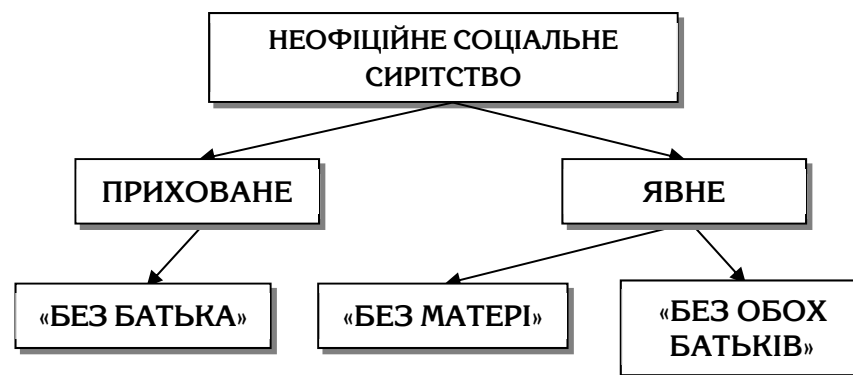 НЕОФІЦІЙНЕ СОЦІАЛЬНЕ
СИРІТСТВО
ПРИХОВАНЕ
ЯВНЕ
«БЕЗ БАТЬКА»
«БЕЗ МАТЕРІ»
«БЕЗ ОБОХ
БАТЬКІВ»